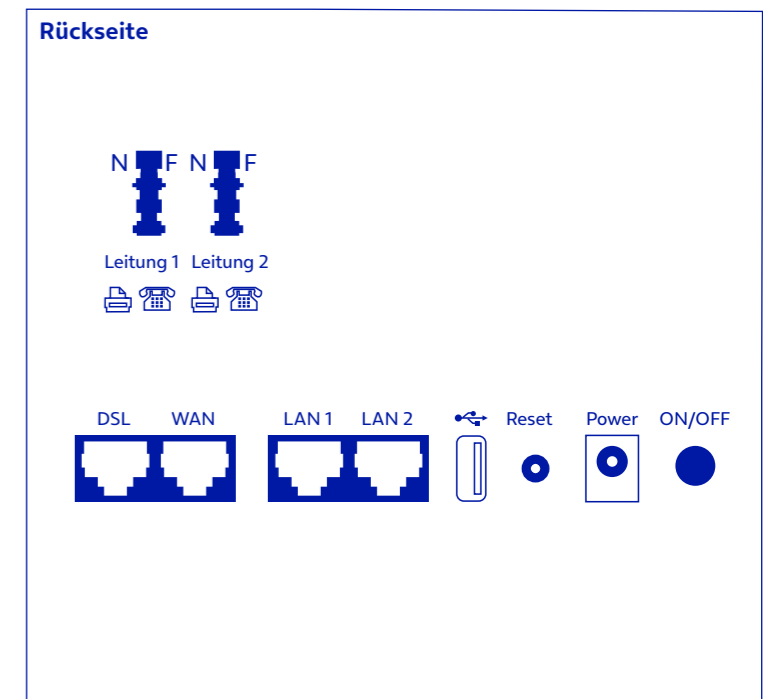 Rückseite
N F N F
Leitung 1 Leitung 2
DSL WAN LAN 1 LAN 2 Reset Power ON/OFF